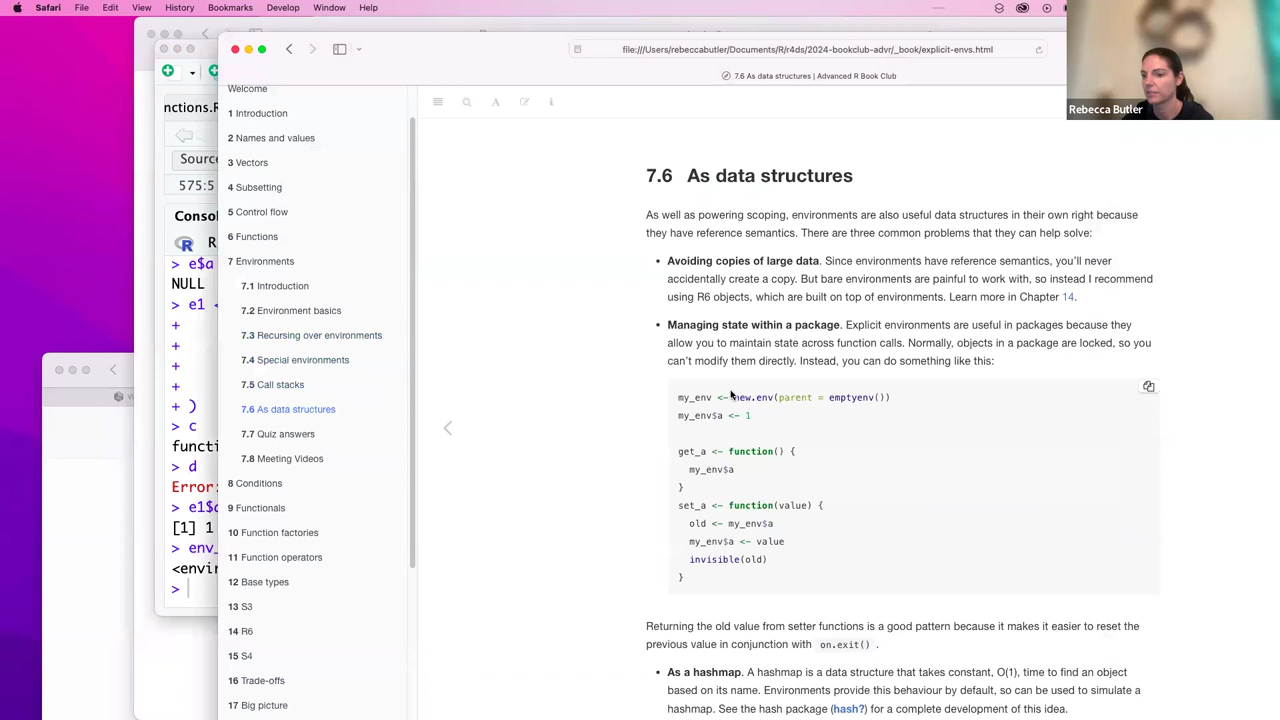 Safari File Edit View History Bookmarks Develop Window Help
file:///Users/rebeccabutler/Documents/R/r4ds/2024-bookclub-advr/_book/explicit-envs.html
7.6 As data structures | Advanced R Book Club
Rebecca Butler
nctions.R
Source
575:5
Conso
R
> e$a
NULL
> e1 <
+
+
+
+
+ )
> c
functi
> d
Error:
> e1$c
[1] 1
> env_
<envir
>
Welcome
1 Introduction
2 Names and values
3 Vectors
4 Subsetting
5 Control flow
6 Functions
7 Environments
7.1 Introduction
7.2 Environment basics
7.3 Recursing over environments
7.4 Special environments
7.5 Call stacks
7.6 As data structures
7.7 Quiz answers
7.8 Meeting Videos
8 Conditions
9 Functionals
10 Function factories
11 Function operators
12 Base types
13 S3
14 R6
15 S4
16 Trade-offs
17 Big picture
7.6 As data structures
As well as powering scoping, environments are also useful data structures in their own right because
they have reference semantics. There are three common problems that they can help solve:
• Avoiding copies of large data. Since environments have reference semantics, you'll never
accidentally create a copy. But bare environments are painful to work with, so instead I recommend
using R6 objects, which are built on top of environments. Learn more in Chapter 14.
• Managing state within a package. Explicit environments are useful in packages because they
allow you to maintain state across function calls. Normally, objects in a package are locked, so you
can't modify them directly. Instead, you can do something like this:
my_env <- new.env(parent = emptyenv())
my_env$a <- 1
get_a <- function() {
my_env$a
}
set_a <- function(value) {
old <- my_env$a
my_env$a <- value
invisible(old)
}
Returning the old value from setter functions is a good pattern because it makes it easier to reset the
previous value in conjunction with on.exit() .
• As a hashmap. A hashmap is a data structure that takes constant, O(1), time to find an object
based on its name. Environments provide this behaviour by default, so can be used to simulate a
hashmap. See the hash package (hash?) for a complete development of this idea.